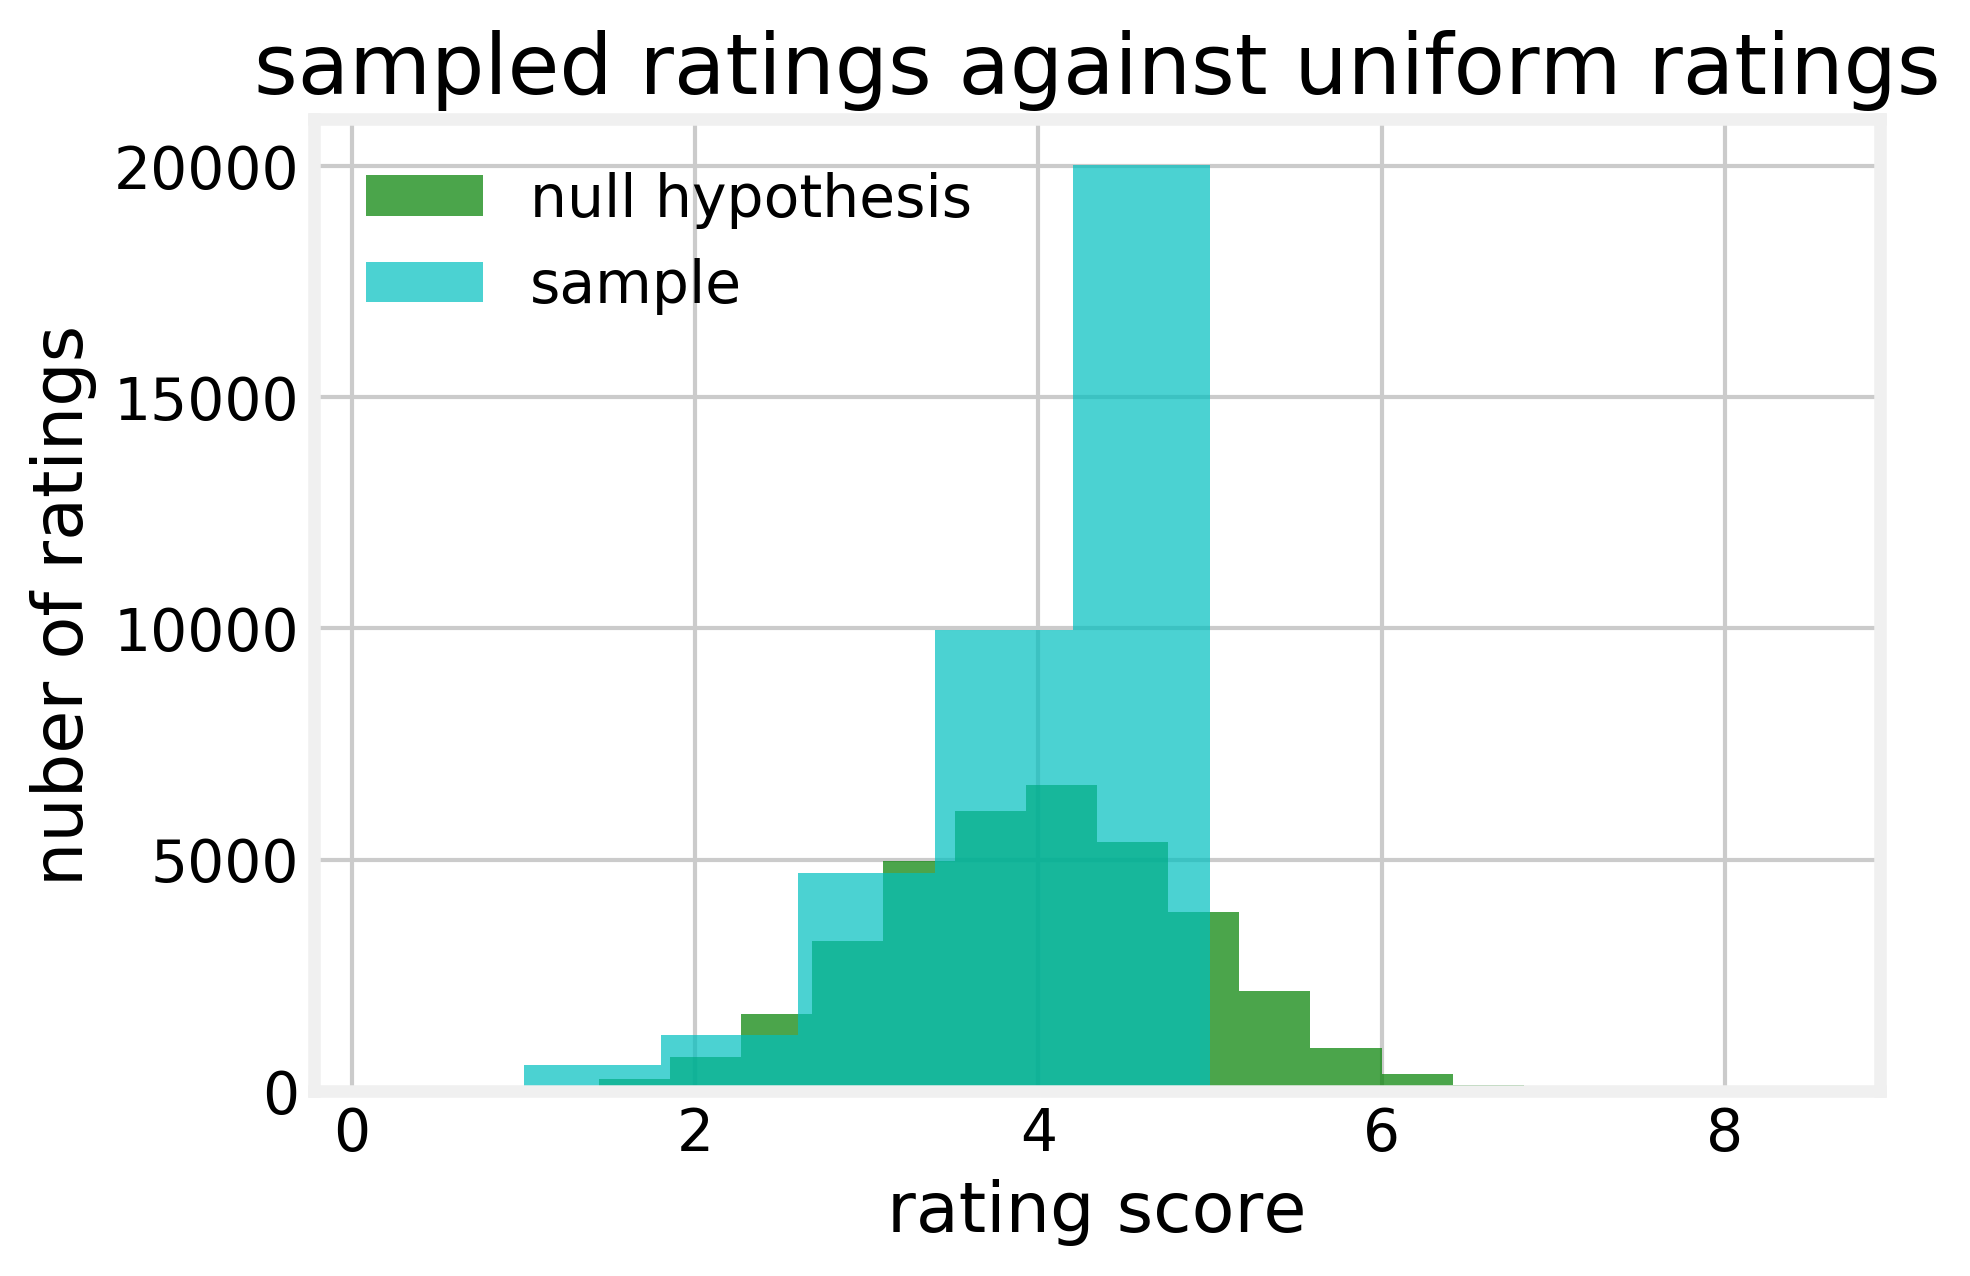 sampled ratings against uniform ratings
null hypothesis
sample
20000
15000
10000
5000
0
nuber of ratings
0 2 4 6 8
rating score